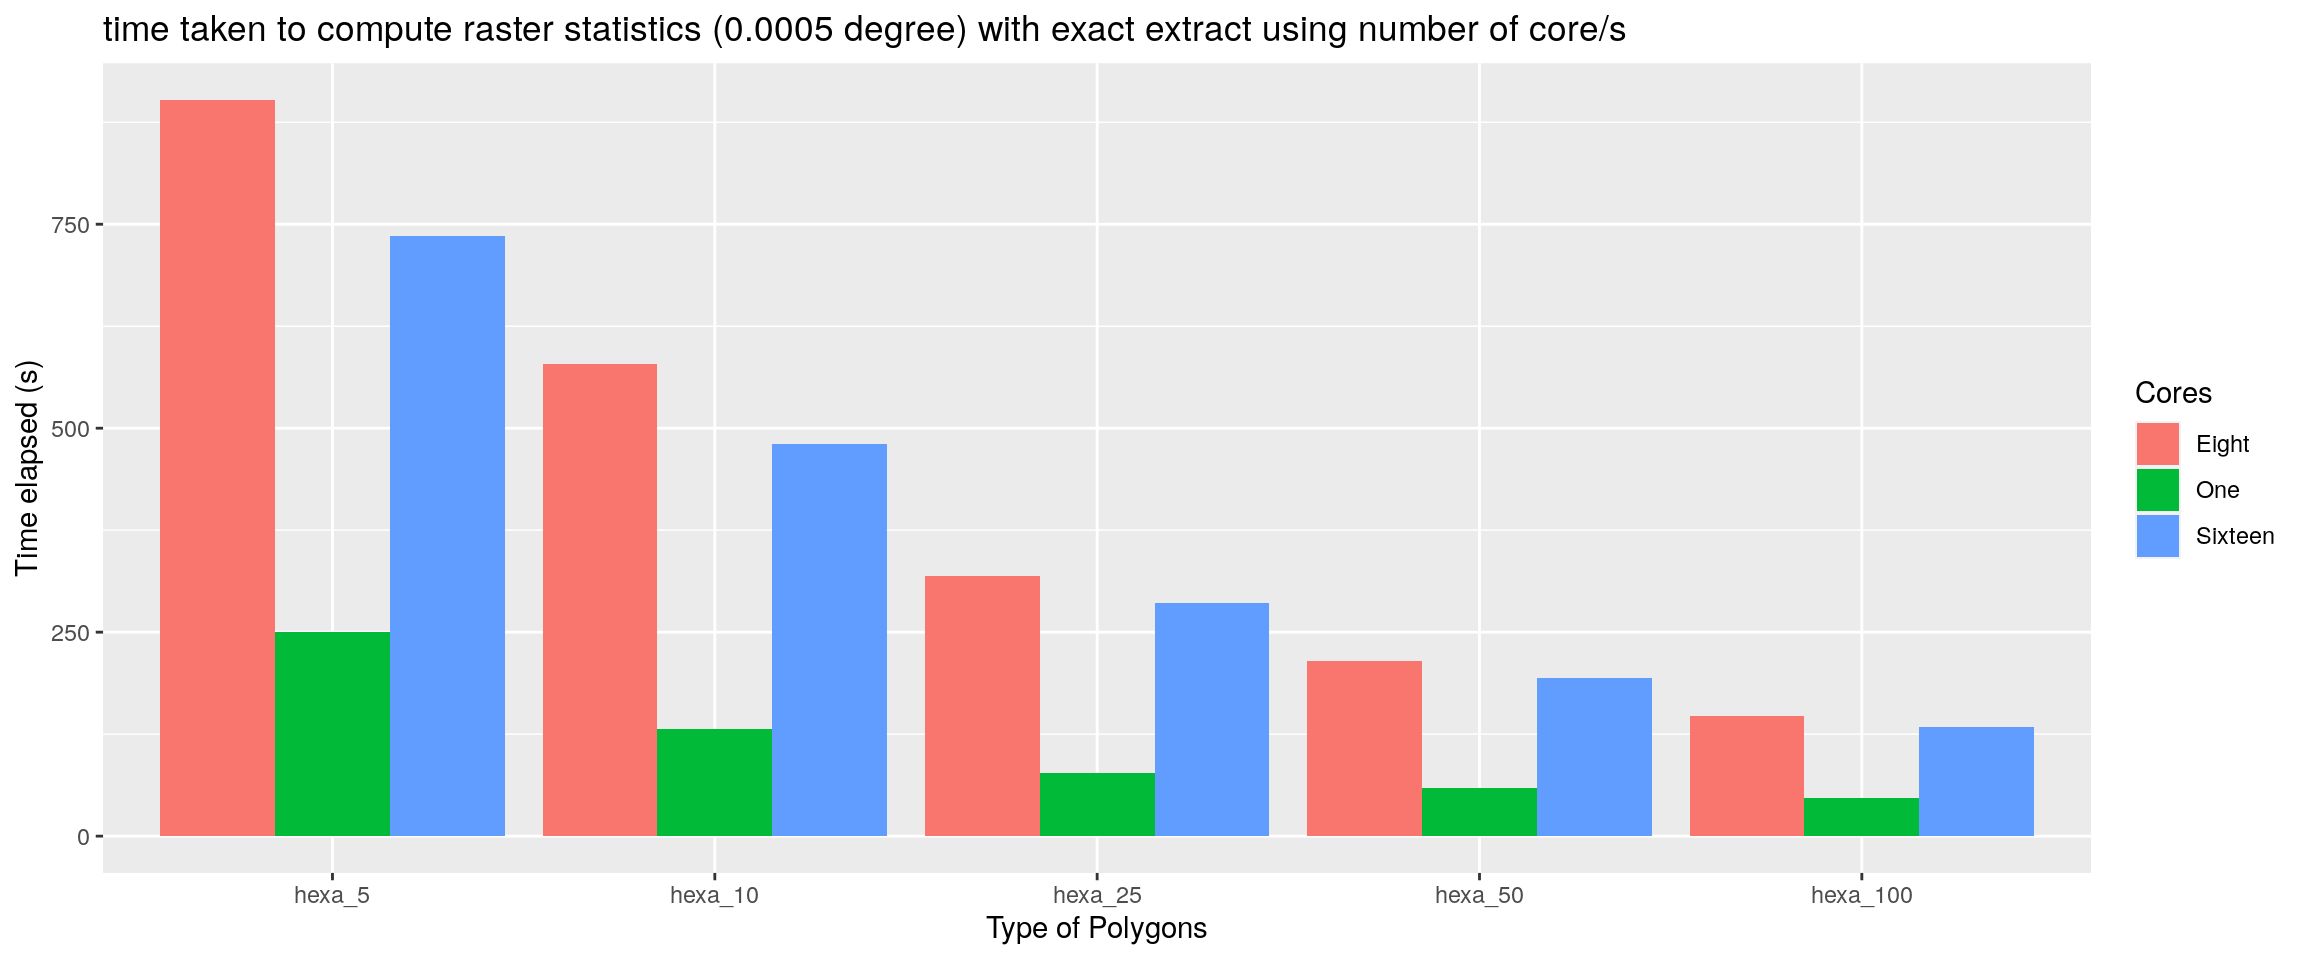 time taken to compute raster statistics (0.0005 degree) with exact extract using number of core/s
Time elapsed (s)
750
500
250
0
hexa_5
hexa_10
hexa_25
hexa_50
hexa_100
Type of Polygons
Cores
Eight
One
Sixteen